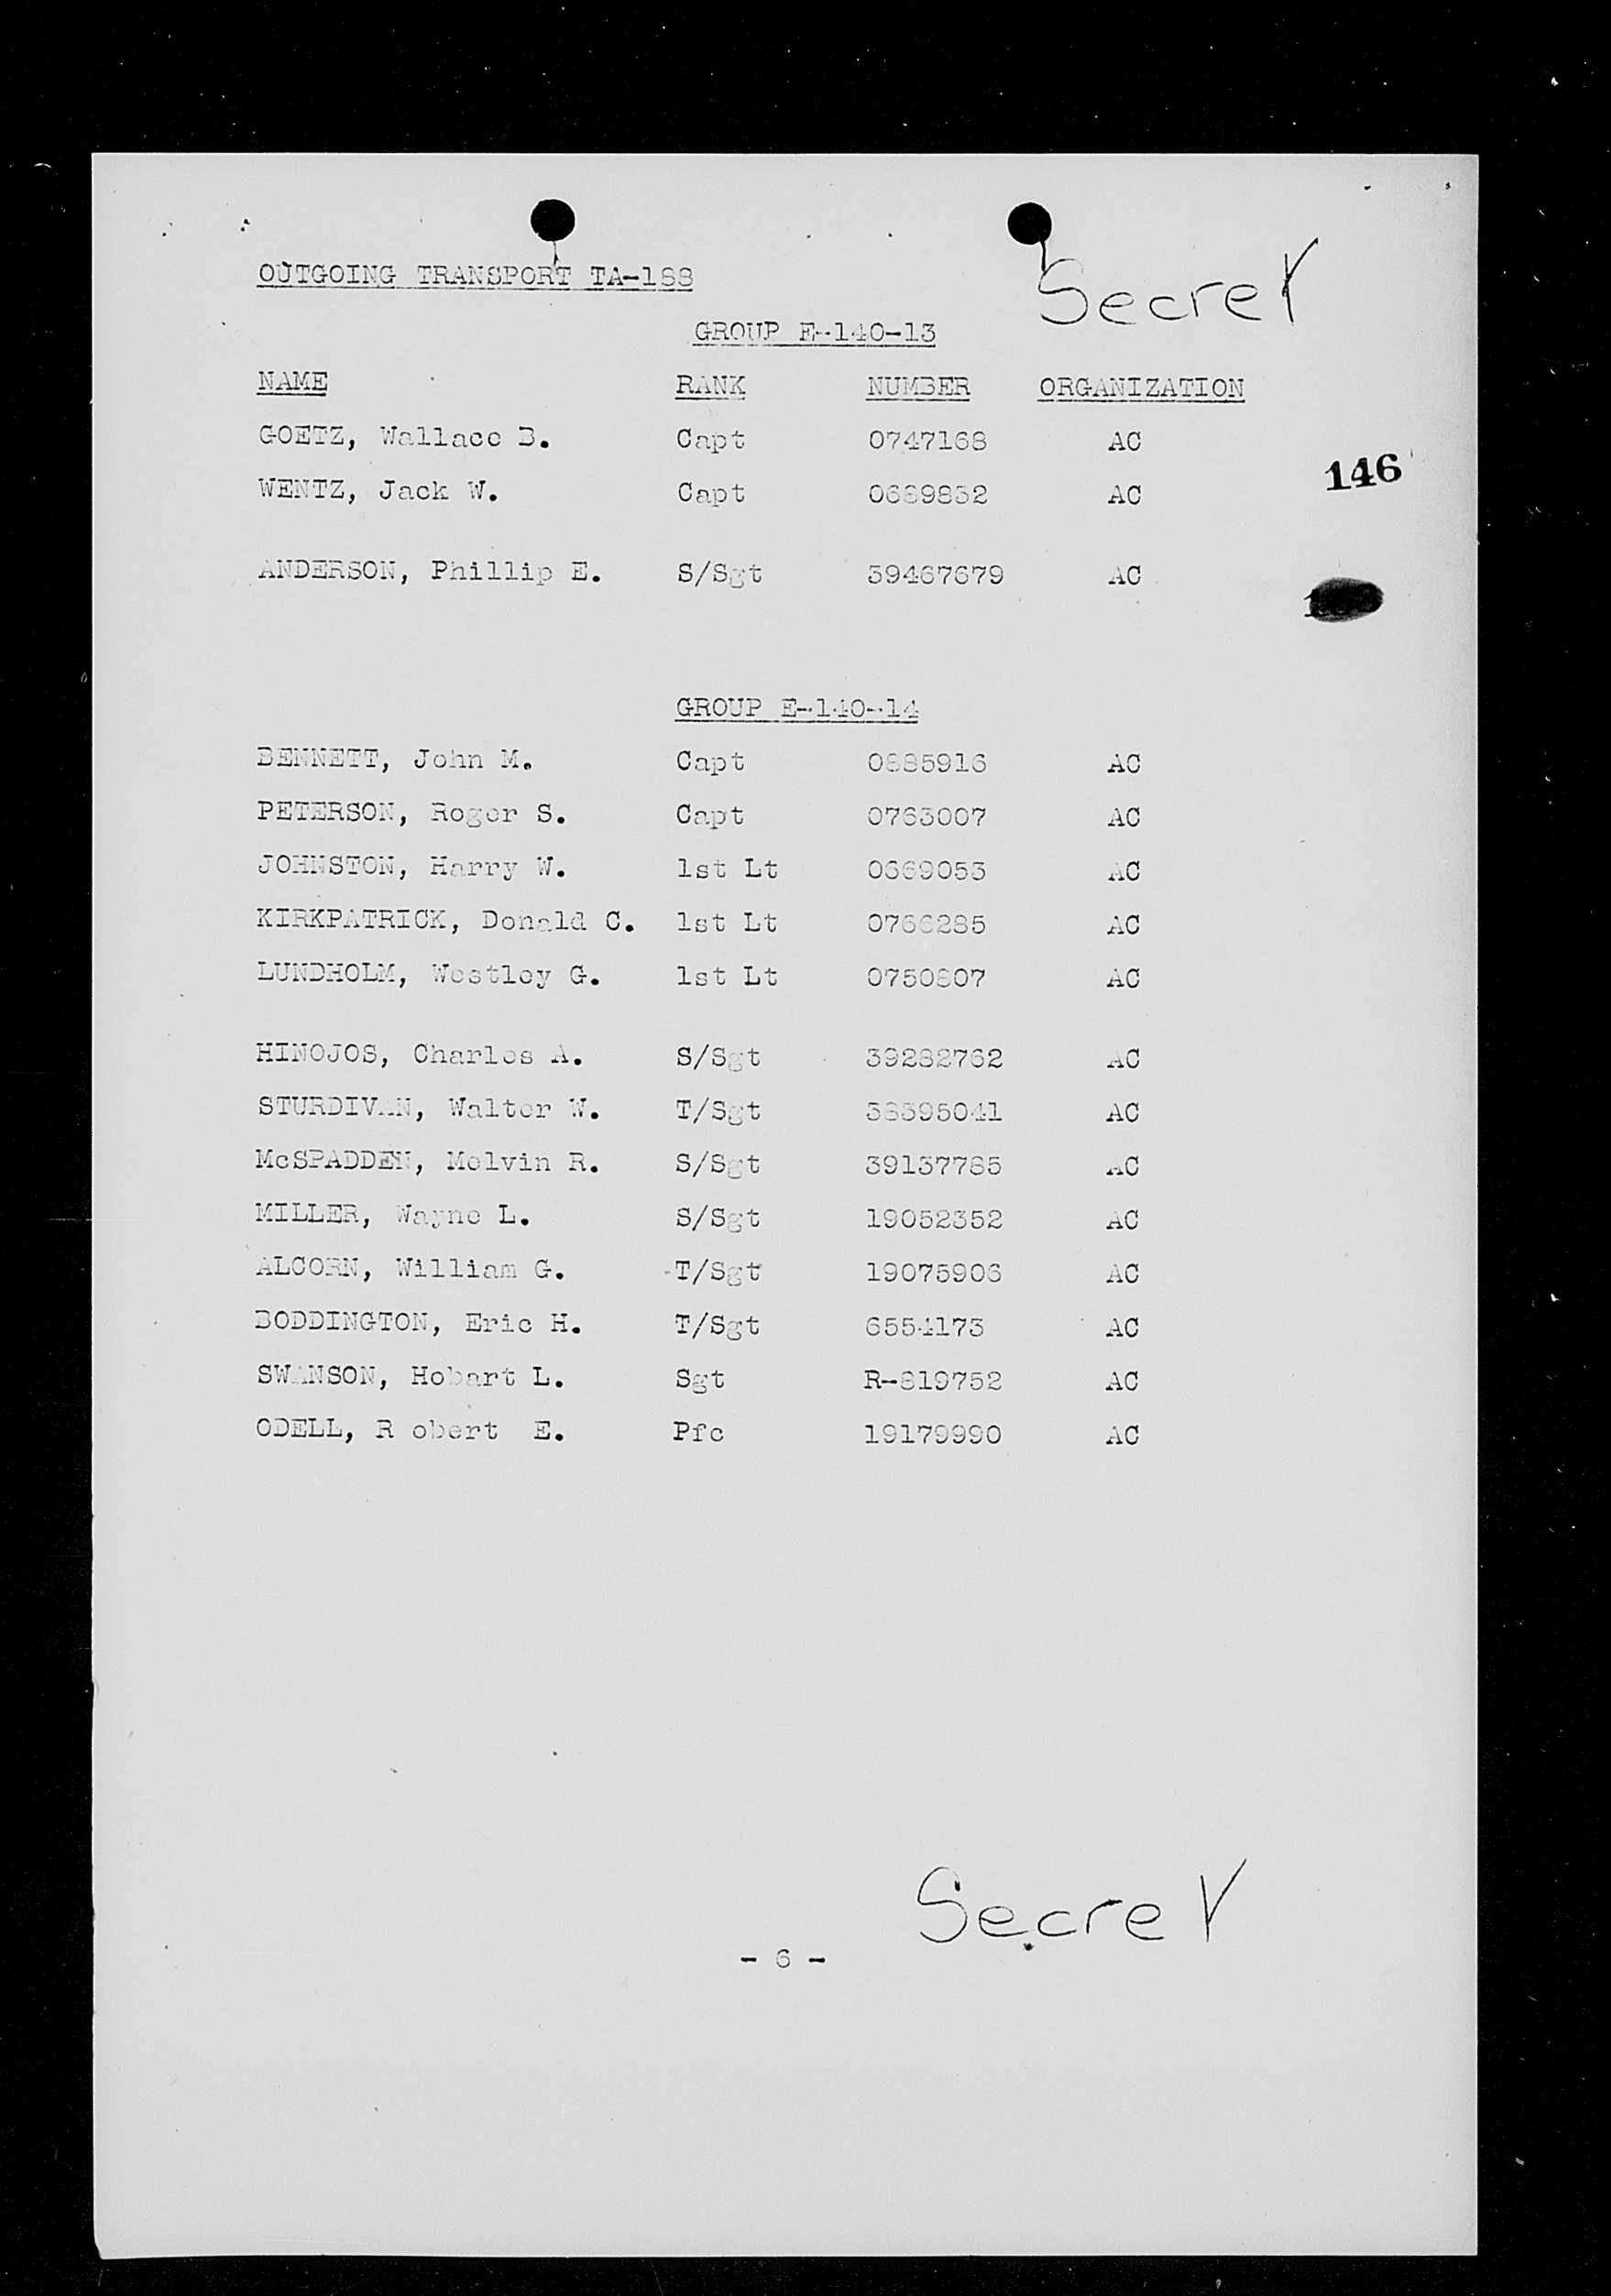 OUTGOING TRANSPORT TA-188
Secret
GROUP E-140-13
NAME RANK NUMBER ORGANIZATION
GOETZ, Wallace B. Capt 0747168 AC
146
WENTZ, Jack W. Capt 0689832 AC
ANDERSON, Phillip E. S/Sgt 39467679 AC
GROUP E-140-14
BENNETT, John M. Capt 0885916 AC
PETERSON, Roger S. Capt 0763007 AC
JOHNSTON, Harry W. 1st Lt 0669053 AC
KIRKPATRICK, Donald C. 1st Lt 0766285 AC
LUNDHOLM, Westley G. 1st Lt 0750807 AC
HINOJOS, Charles A. S/Sgt 39282762 AC
STURDIVAN, Walter W. T/Sgt 38395041 AC
McSPADDEN, Melvin R. S/Sgt 39137785 AC
MILLER, Wayne L. S/Sgt 19052352 AC
ALCORN, William G. T/Sgt 19075906 AC
BODDINGTON, Eric H. T/Sgt 6554173 AC
SWANSON, Hobart L. Sgt R-819752 AC
ODELL, R obert E. Pfc 19179990 AC
Secret
- 6 -